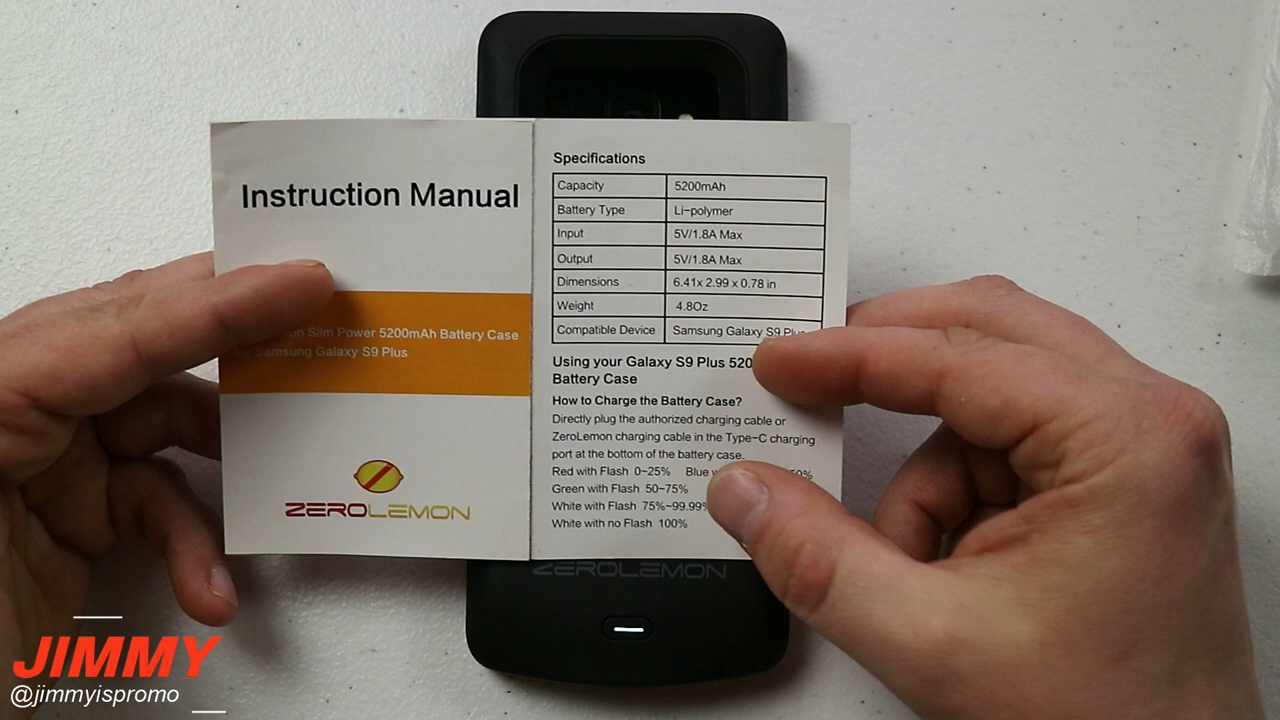 Instruction Manual
Slim Power 5200mAh Battery Case
for Samsung Galaxy S9 Plus
ZEROLEMON
Specifications
Capacity 5200mAh
Battery Type Li-polymer
Input 5V/1.8A Max
Output 5V/1.8A Max
Dimensions 6.41x 2.99 x 0.78 in
Weight 4.8Oz
Compatible Device Samsung Galaxy S9 Plus
Using your Galaxy S9 Plus
Battery Case
How to Charge the Battery Case?
Directly plug the authorized charging cable or
ZeroLemon charging cable in the Type-C charging
port at the bottom of the battery case.
Red with Flash 0~25% Blue
Green with Flash 50~75%
White with Flash 75%~99.99%
White with no Flash 100%
ZEROLEMON
JIMMY
@jimmyispromo